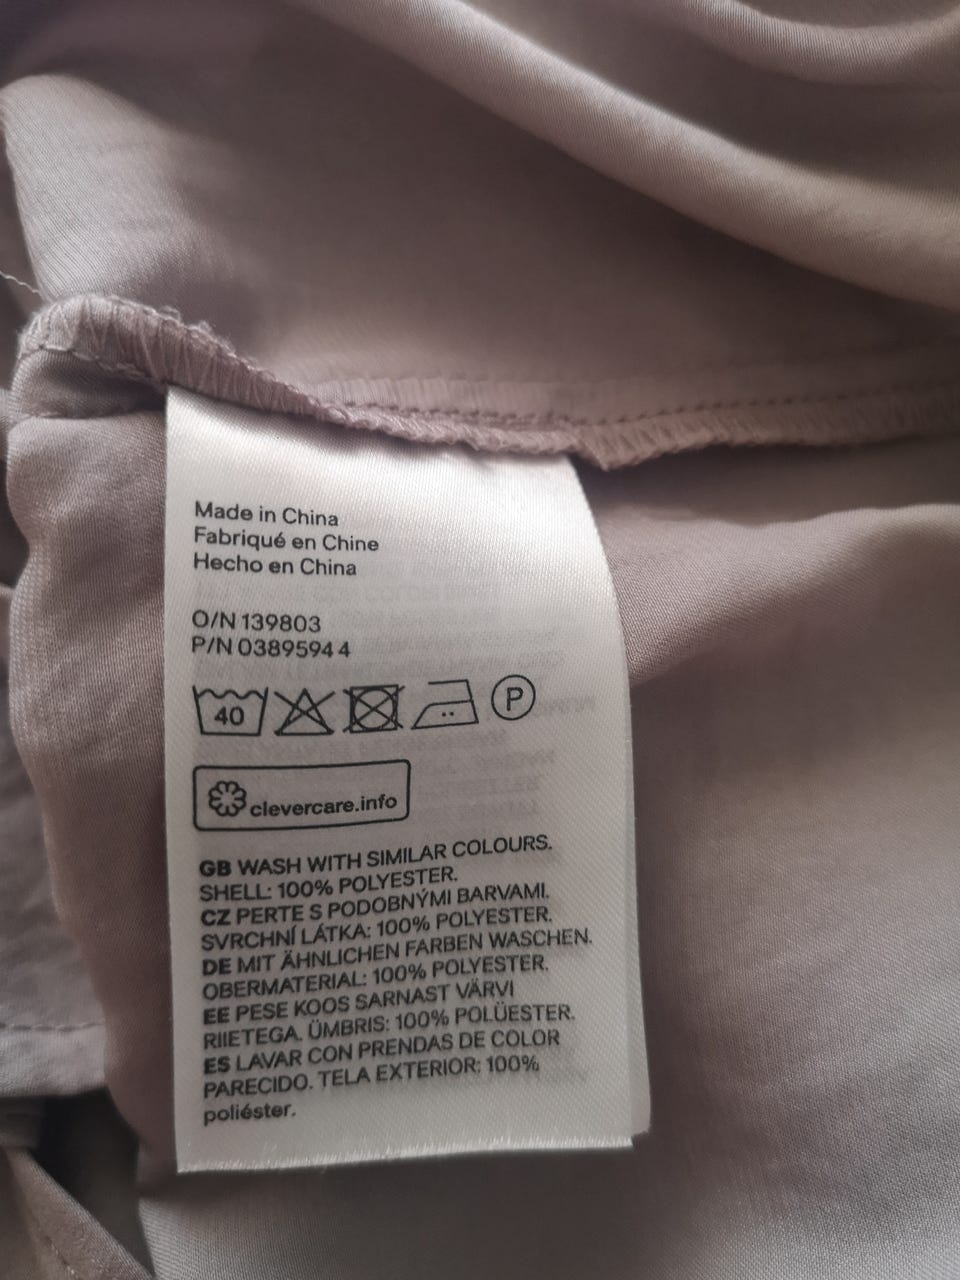 Made in China
Fabriqué en Chine
Hecho en China
O/N 139803
P/N 03895944
40
P
clevercare.info
GB WASH WITH SIMILAR COLOURS.
SHELL: 100% POLYESTER.
CZ PERTE S PODOBNÝMI BARVAMI.
SVRCHNÍ LÁTKA: 100% POLYESTER.
DE MIT ÄHNLICHEN FARBEN WASCHEN.
OBERMATERIAL: 100% POLYESTER.
EE PESE KOOS SARNAST VÄRVI
RIIETEGA. ÜMBRIS: 100% POLÜESTER.
ES LAVAR CON PRENDAS DE COLOR
PARECIDO. TELA EXTERIOR: 100%
poliéster.